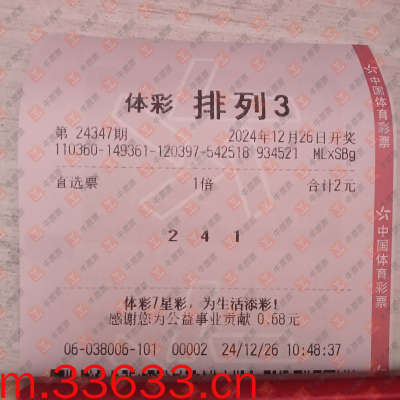 体彩 排列3
第 24347期 2024年12月26日开奖
110360-149361-120397-542518 934521 MExSBg
直选票 1倍 合计2元
2 4 1
体彩7星彩，为生活添彩！
感谢您为公益事业贡献 0.68元
06-038006-101 00002 24/12/26 10:48:37
中国体育彩票
中国体育彩票
m.33633.cn